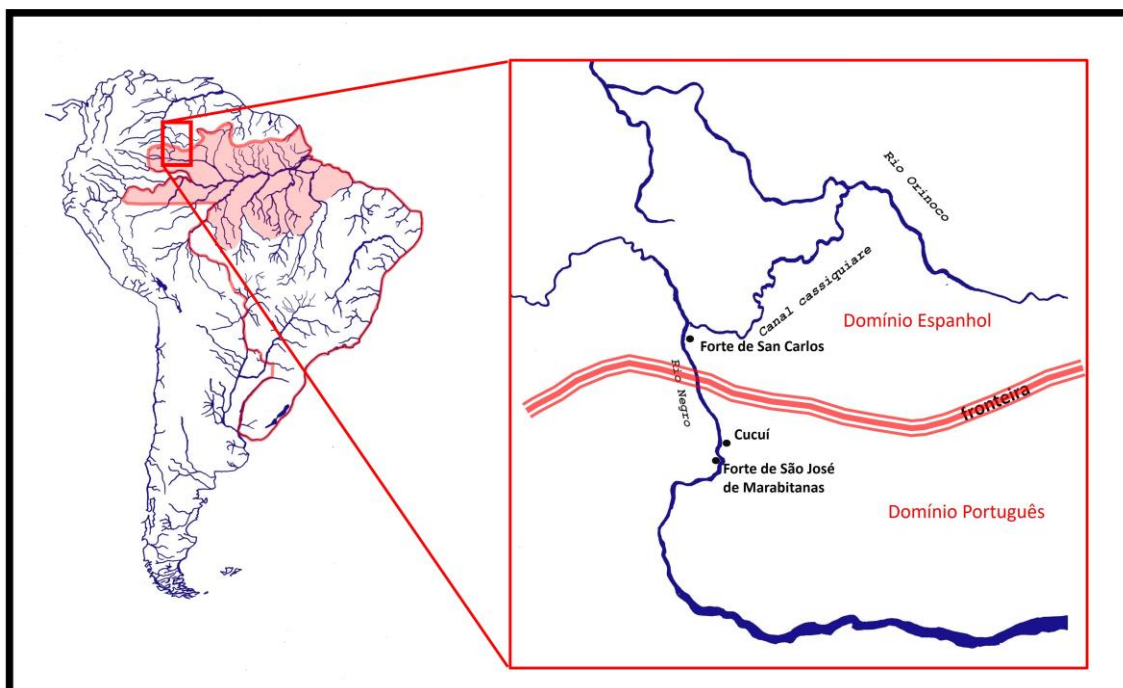 Rio Orinoco
Canal cassiquiare
Domínio Espanhol
Forte de San Carlos
Rio Negro
fronteira
Cucuí
Forte de São José
de Marabitanas
Domínio Português